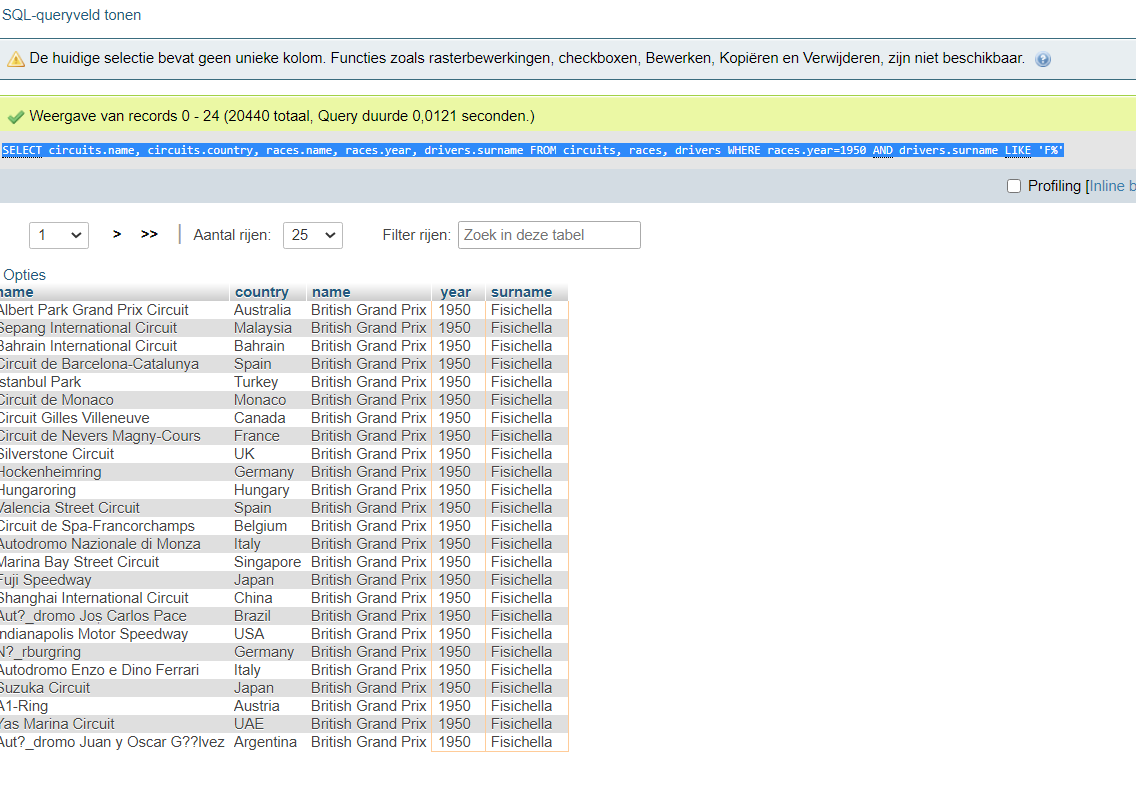 SQL-queryveld tonen
De huidige selectie bevat geen unieke kolom. Functies zoals rasterbewerkingen, checkboxen, Bewerken, Kopiëren en Verwijderen, zijn niet beschikbaar.
Weergave van records 0 - 24 (20440 totaal, Query duurde 0,0121 seconden.)
SELECT circuits.name, circuits.country, races.name, races.year, drivers.surname FROM circuits, races, drivers WHERE races.year=1950 AND drivers.surname LIKE 'F%'
Profiling [Inline b
1 > >> | Aantal rijen: 25 Filter rijen: Zoek in deze tabel
Opties
name country name year surname
Albert Park Grand Prix Circuit Australia British Grand Prix 1950 Fisichella
Sepang International Circuit Malaysia British Grand Prix 1950 Fisichella
Bahrain International Circuit Bahrain British Grand Prix 1950 Fisichella
Circuit de Barcelona-Catalunya Spain British Grand Prix 1950 Fisichella
Istanbul Park Turkey British Grand Prix 1950 Fisichella
Circuit de Monaco Monaco British Grand Prix 1950 Fisichella
Circuit Gilles Villeneuve Canada British Grand Prix 1950 Fisichella
Circuit de Nevers Magny-Cours France British Grand Prix 1950 Fisichella
Silverstone Circuit UK British Grand Prix 1950 Fisichella
Hockenheimring Germany British Grand Prix 1950 Fisichella
Hungaroring Hungary British Grand Prix 1950 Fisichella
Valencia Street Circuit Spain British Grand Prix 1950 Fisichella
Circuit de Spa-Francorchamps Belgium British Grand Prix 1950 Fisichella
Autodromo Nazionale di Monza Italy British Grand Prix 1950 Fisichella
Marina Bay Street Circuit Singapore British Grand Prix 1950 Fisichella
Fuji Speedway Japan British Grand Prix 1950 Fisichella
Shanghai International Circuit China British Grand Prix 1950 Fisichella
Aut?_dromo Jos Carlos Pace Brazil British Grand Prix 1950 Fisichella
Indianapolis Motor Speedway USA British Grand Prix 1950 Fisichella
N?_rburgring Germany British Grand Prix 1950 Fisichella
Autodromo Enzo e Dino Ferrari Italy British Grand Prix 1950 Fisichella
Suzuka Circuit Japan British Grand Prix 1950 Fisichella
A1-Ring Austria British Grand Prix 1950 Fisichella
Yas Marina Circuit UAE British Grand Prix 1950 Fisichella
Aut?_dromo Juan y Oscar G??lvez Argentina British Grand Prix 1950 Fisichella